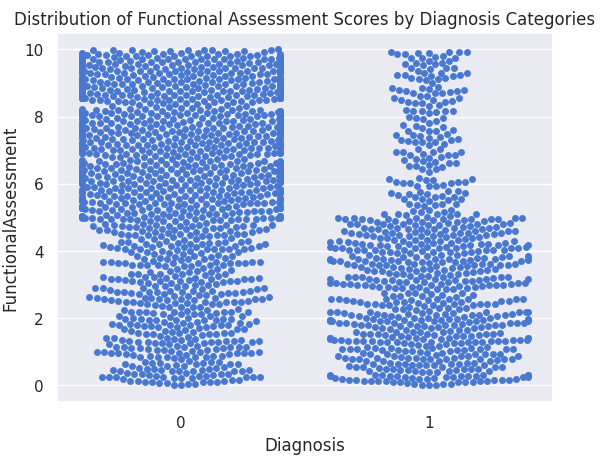 Distribution of Functional Assessment Scores by Diagnosis Categories
10
8
6
4
2
0
FunctionalAssessment
0 1
Diagnosis